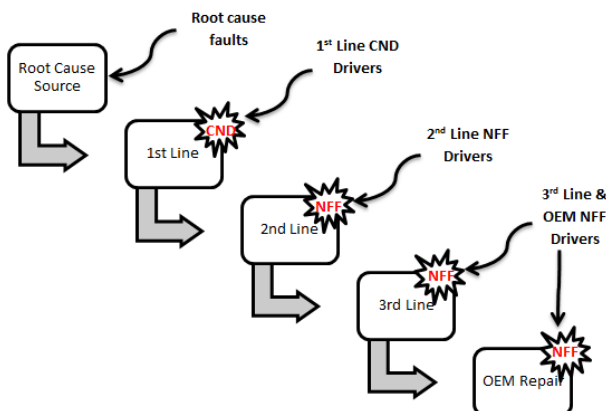 Root cause
faults
Root Cause
Source
1st Line CND
Drivers
CND
1st Line
2nd Line NFF
Drivers
NFF
2nd Line
3rd Line &
OEM NFF
Drivers
NFF
3rd Line
NFF
OEM Repair